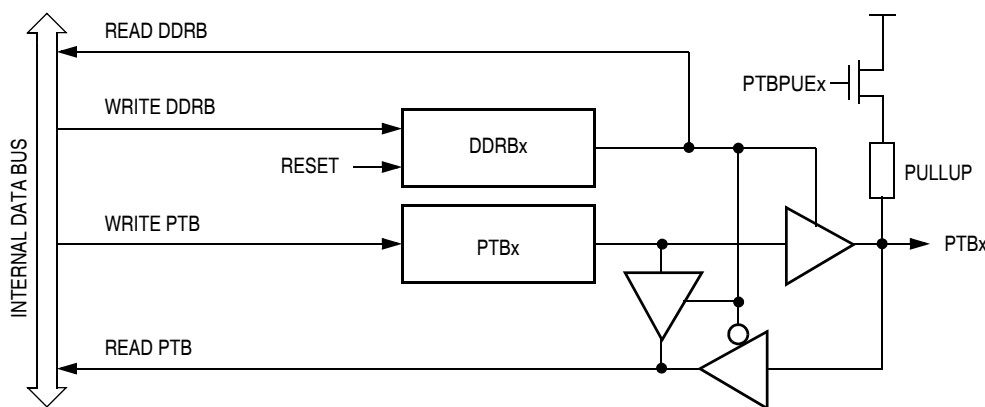 READ DDRB
PTBPUEx
WRITE DDRB
DDRBx
RESET
PULLUP
WRITE PTB
PTBx
PTBx
INTERNAL DATA BUS
READ PTB